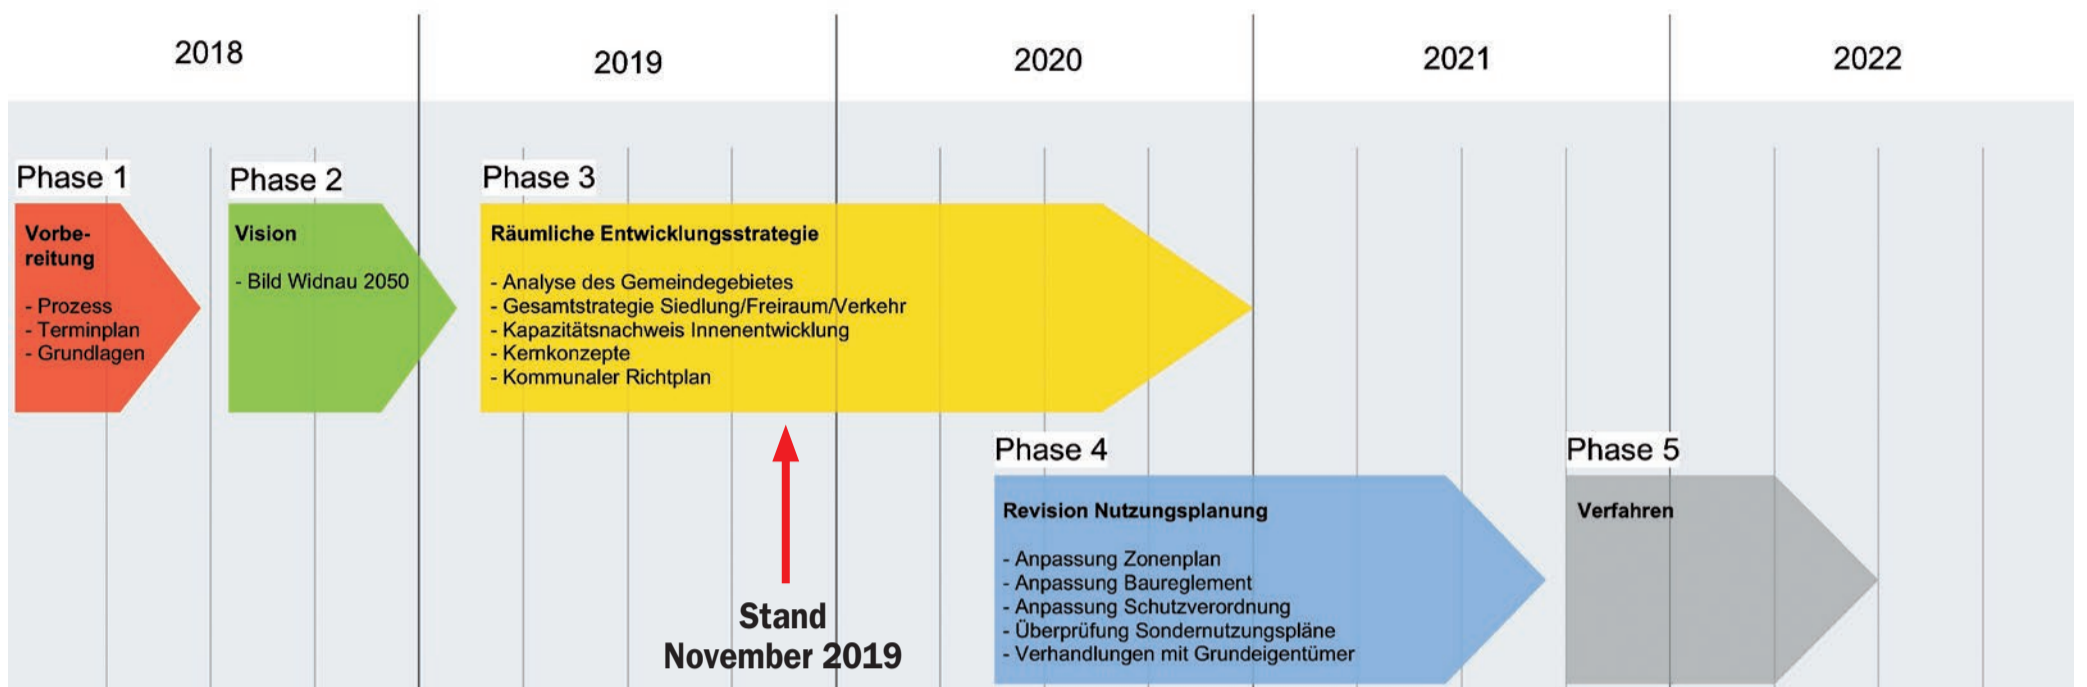 2018
2019
2020
2021
2022
Phase 1
Vorbe-
reitung
- Prozess
- Terminplan
- Grundlagen
Phase 2
Vision
- Bild Widnau 2050
Phase 3
Räumliche Entwicklungsstrategie
- Analyse des Gemeindegebietes
- Gesamtstrategie Siedlung/Freiraum/Verkehr
- Kapazitätsnachweis Innenentwicklung
- Kernkonzepte
- Kommunaler Richtplan
Stand
November 2019
Phase 4
Revision Nutzungsplanung
- Anpassung Zonenplan
- Anpassung Baureglement
- Anpassung Schutzverordnung
- Überprüfung Sondernutzungspläne
- Verhandlungen mit Grundeigentümer
Phase 5
Verfahren